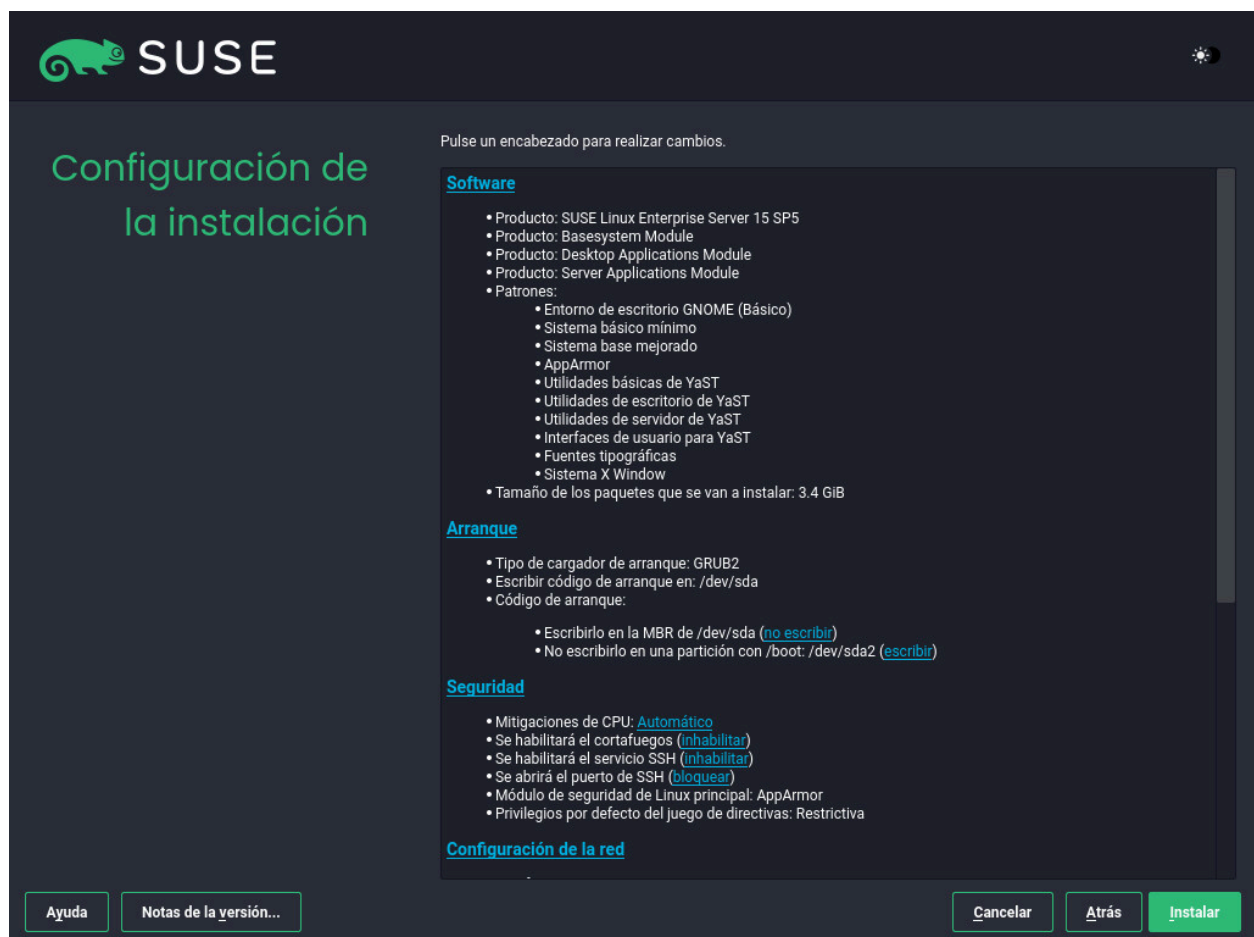 SUSE
Configuración de
la instalación
Pulse un encabezado para realizar cambios.
Software
• Producto: SUSE Linux Enterprise Server 15 SP5
• Producto: Basesystem Module
• Producto: Desktop Applications Module
• Producto: Server Applications Module
• Patrones:
• Entorno de escritorio GNOME (Básico)
• Sistema básico mínimo
• Sistema base mejorado
• AppArmor
• Utilidades básicas de YaST
• Utilidades de escritorio de YaST
• Utilidades de servidor de YaST
• Interfaces de usuario para YaST
• Fuentes tipográficas
• Sistema X Window
• Tamaño de los paquetes que se van a instalar: 3.4 GiB
Arranque
• Tipo de cargador de arranque: GRUB2
• Escribir código de arranque en: /dev/sda
• Código de arranque:
• Escribirlo en la MBR de /dev/sda (no escribir)
• No escribirlo en una partición con /boot: /dev/sda2 (escribir)
Seguridad
• Mitigaciones de CPU: Automático
• Se habilitará el cortafuegos (inhabilitar)
• Se habilitará el servicio SSH (inhabilitar)
• Se abrirá el puerto de SSH (bloquear)
• Módulo de seguridad de Linux principal: AppArmor
• Privilegios por defecto del juego de directivas: Restrictiva
Configuración de la red
Ayuda
Notas de la versión...
Cancelar
Atrás
Instalar